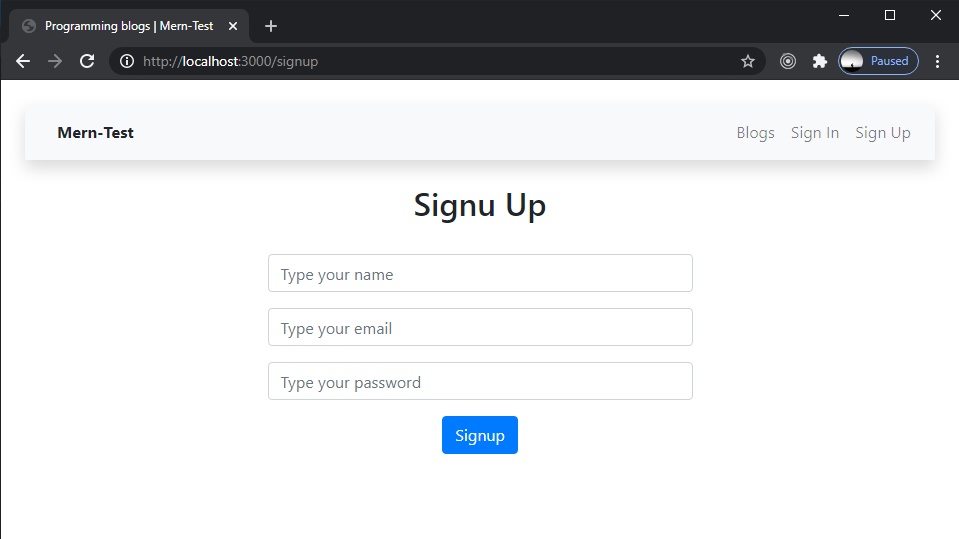 Programming blogs | Mern-Test
http://localhost:3000/signup
Paused
Mern-Test Blogs Sign In Sign Up
Signu Up
Type your name
Type your email
Type your password
Signup